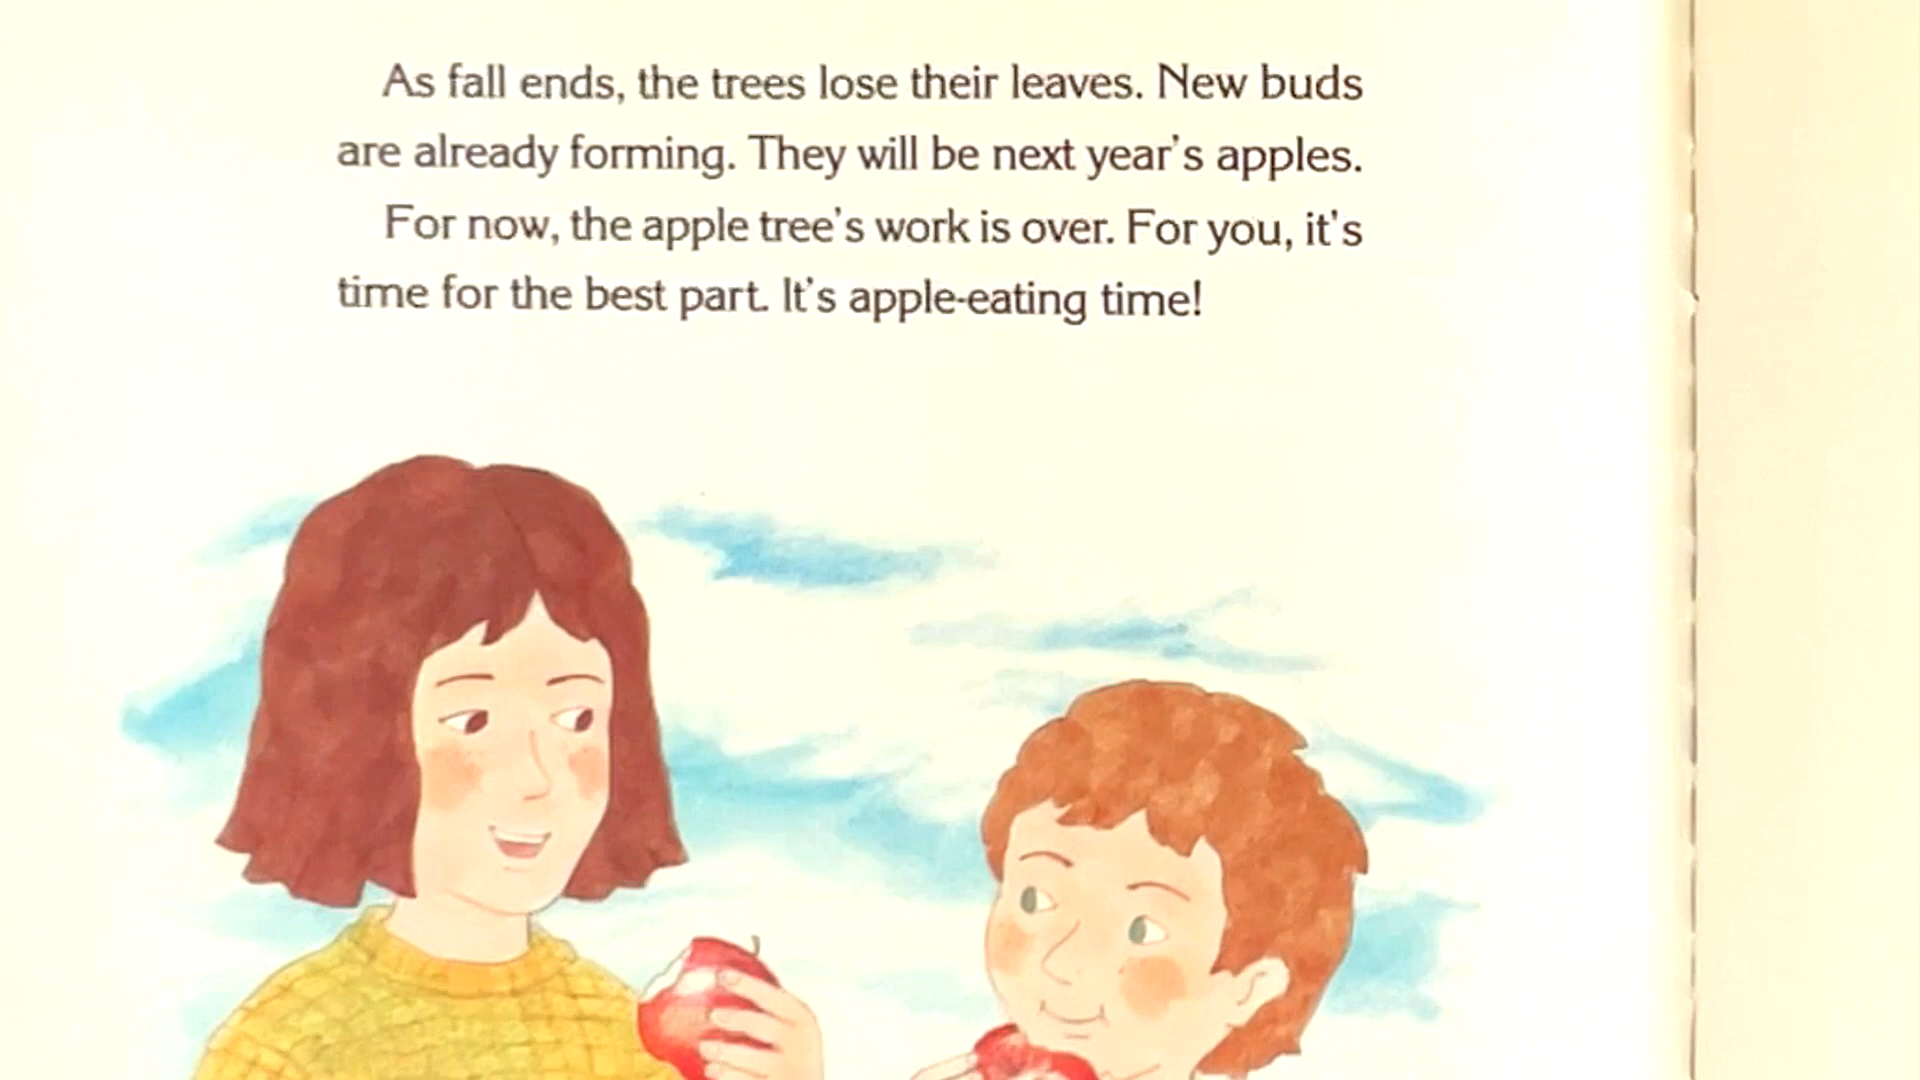 As fall ends, the trees lose their leaves. New buds
are already forming. They will be next year's apples.
For now, the apple tree's work is over. For you, it's
time for the best part. It's apple-eating time!